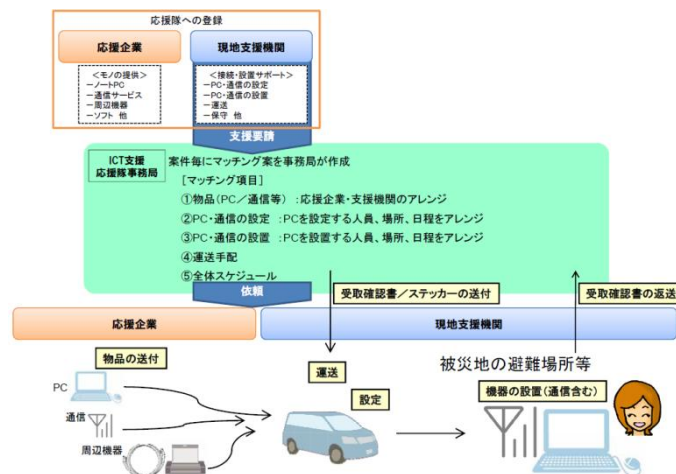 応援隊への登録
応援企業
現地支援機関
<モノの提供>
ーノートPC
ー通信サービス
ー周辺機器
ーソフト 他
<接続・設置サポート>
ーPC・通信の設定
ーPC・通信の設置
ー運送
ー保守 他
支援要請
ICT支援
応援隊事務局
案件毎にマッチング案を事務局が作成
[マッチング項目]
①物品(PC/通信等) :応援企業・支援機関のアレンジ
②PC・通信の設定 :PCを設定する人員、場所、日程をアレンジ
③PC・通信の設置 :PCを設置する人員、場所、日程をアレンジ
④運送手配
⑤全体スケジュール
依頼
受取確認書/ステッカーの送付
受取確認書の返送
応援企業
現地支援機関
物品の送付
被災地の避難場所等
運送
PC
設定
機器の設置(通信含む)
通信
周辺機器